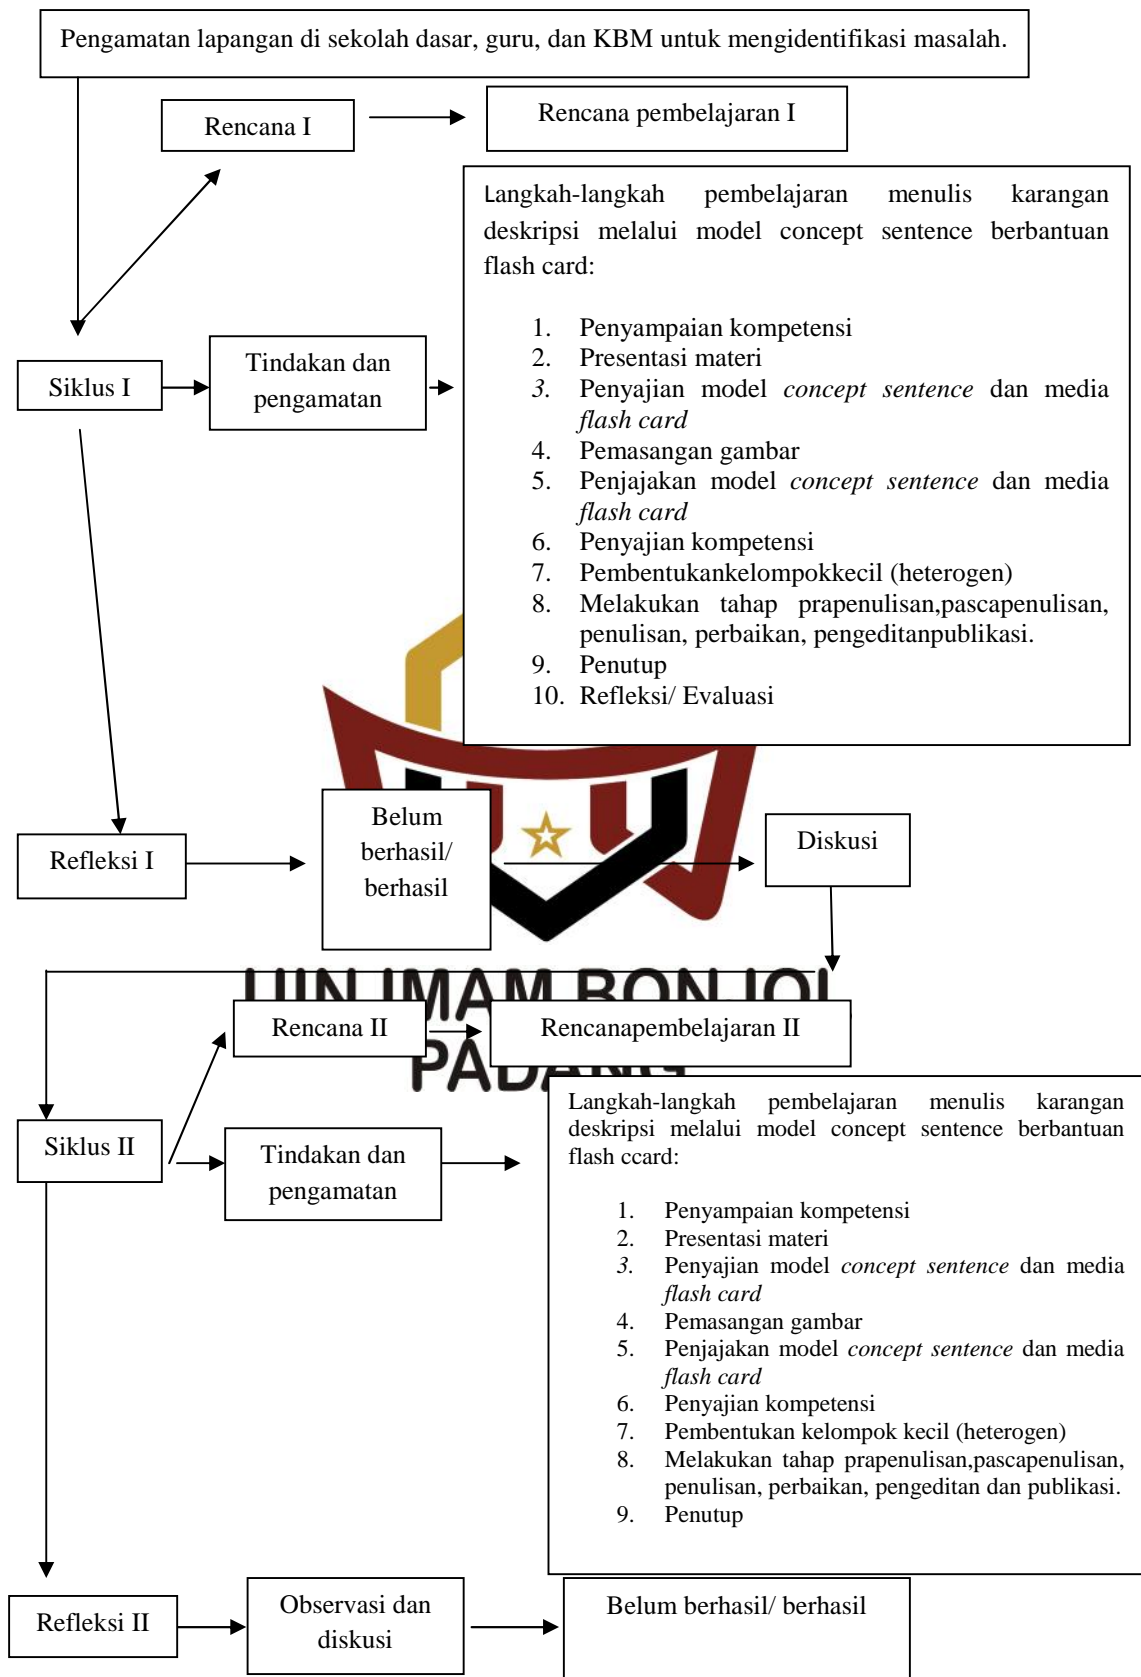 Pengamatan lapangan di sekolah dasar, guru, dan KBM untuk mengidentifikasi masalah.
Rencana I
Rencana pembelajaran I
Langkah-langkah pembelajaran menulis karangan
deskripsi melalui model concept sentence berbantuan
flash card:
1. Penyampaian kompetensi
2. Presentasi materi
3. Penyajian model concept sentence dan media
flash card
4. Pemasangan gambar
5. Penjajakan model concept sentence dan media
flash card
6. Penyajian kompetensi
7. Pembentukankelompokkecil (heterogen)
8. Melakukan tahap prapenulisan,pascapenulisan,
penulisan, perbaikan, pengeditanpublikasi.
9. Penutup
10. Refleksi/ Evaluasi
Siklus I
Tindakan dan
pengamatan
Refleksi I
Belum
berhasil/
berhasil
Diskusi
UIN IMAM BONJOL
PADANG
Rencana II
Rencanapembelajaran II
Siklus II
Tindakan dan
pengamatan
Langkah-langkah pembelajaran menulis karangan
deskripsi melalui model concept sentence berbantuan
flash ccard:
1. Penyampaian kompetensi
2. Presentasi materi
3. Penyajian model concept sentence dan media
flash card
4. Pemasangan gambar
5. Penjajakan model concept sentence dan media
flash card
6. Penyajian kompetensi
7. Pembentukan kelompok kecil (heterogen)
8. Melakukan tahap prapenulisan,pascapenulisan,
penulisan, perbaikan, pengeditan dan publikasi.
9. Penutup
Refleksi II
Observasi dan
diskusi
Belum berhasil/ berhasil